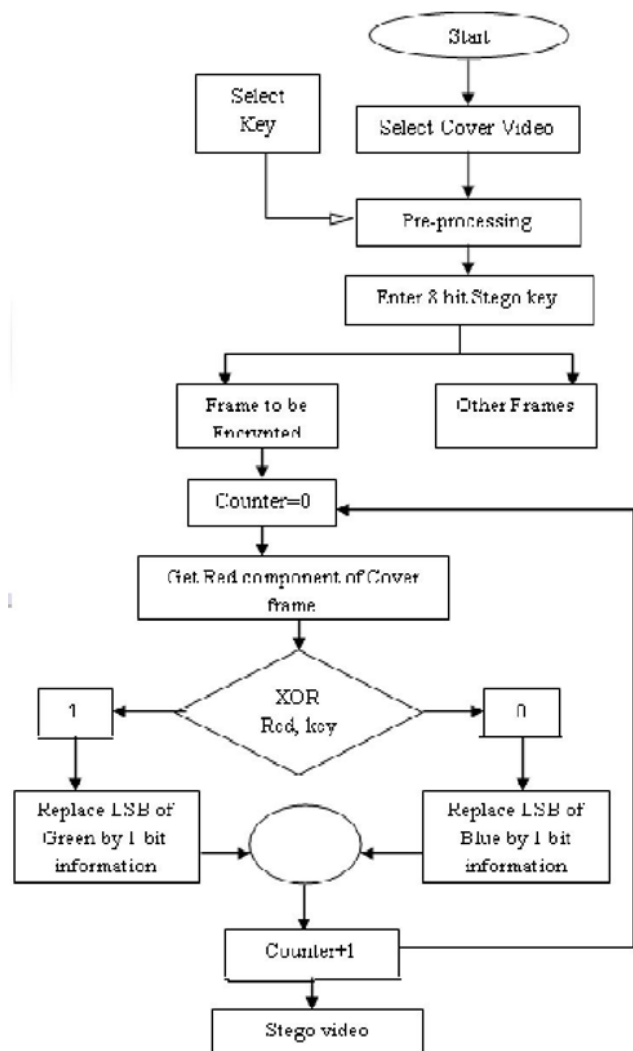 Start
Select
Key
Select Cover Video
Pre-processing
Enter 8 bit Stego key
Frame to be
Encrypted
Other Frames
Counter=0
Get Red component of Cover
frame
XOR
Red, key
1
0
Replace LSB of
Green by 1 bit
information
Replace LSB of
Blue by 1 bit
information
Counter+1
Stego video